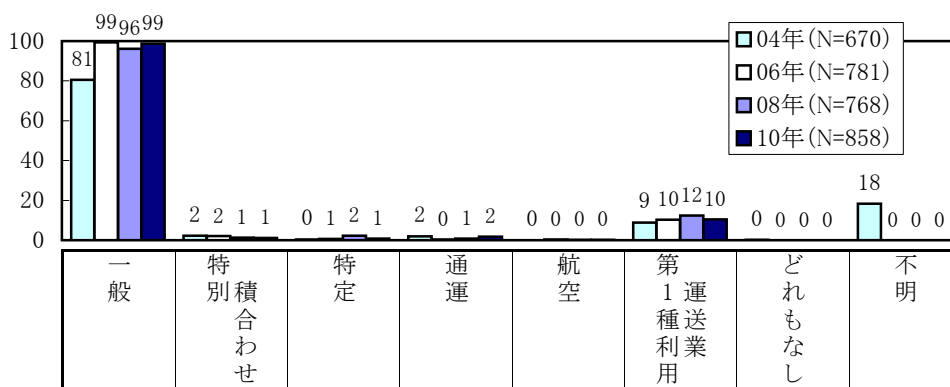 100
80
60
40
20
0
81 99 96 99
2 2 1 1
0 1 2 1
2 0 1 2
0 0 0 0
9 10 12 10
0 0 0 0
18 0 0 0
04年(N=670)
06年(N=781)
08年(N=768)
10年(N=858)
一般
特別
積合わせ
特定
通運
航空
第1種利用
運送業
どれもなし
不明